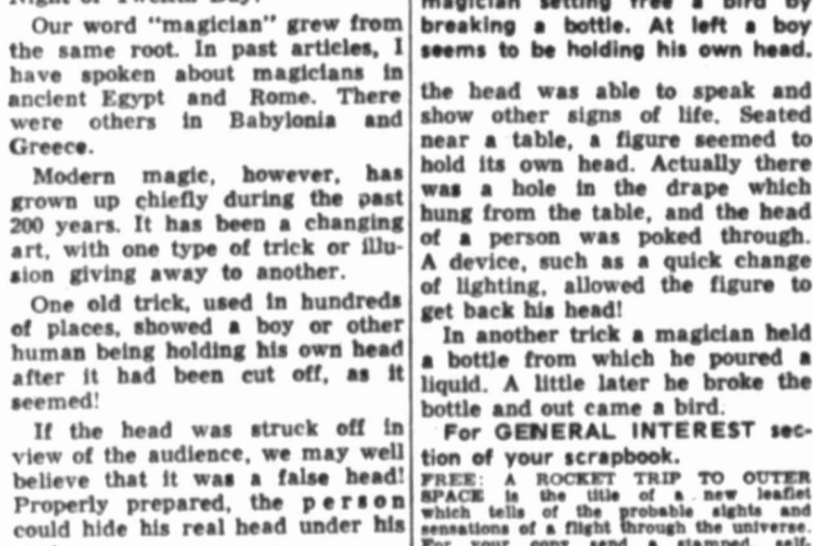 Night or Twelfth Day.
Our word "magician" grew from
the same root. In past articles, I
have spoken about magicians in
ancient Egypt and Rome. There
were others in Babylonia and
Greece.
Modern magic, however, has
grown up chiefly during the past
200 years. It has been a changing
art, with one type of trick or illu-
sion giving away to another.
One old trick, used in hundreds
of places, showed a boy or other
human being holding his own head
after it had been cut off, as it
seemed!
If the head was struck off in
view of the audience, we may well
believe that it was a false head!
Properly prepared, the person
could hide his real head under his
magician setting free a bird by
breaking a bottle. At left a boy
seems to be holding his own head.
the head was able to speak and
show other signs of life. Seated
near a table, a figure seemed to
hold its own head. Actually there
was a hole in the drape which
hung from the table, and the head
of a person was poked through.
A device, such as a quick change
of lighting, allowed the figure to
get back his head!
In another trick a magician held
a bottle from which he poured a
liquid. A little later he broke the
bottle and out came a bird.
For GENERAL INTEREST sec-
tion of your scrapbook.
FREE: A ROCKET TRIP TO OUTER
SPACE is the title of a new leaflet
which tells of the probable sights and
sensations of a flight through the universe.
For your copy send a stamped, self-